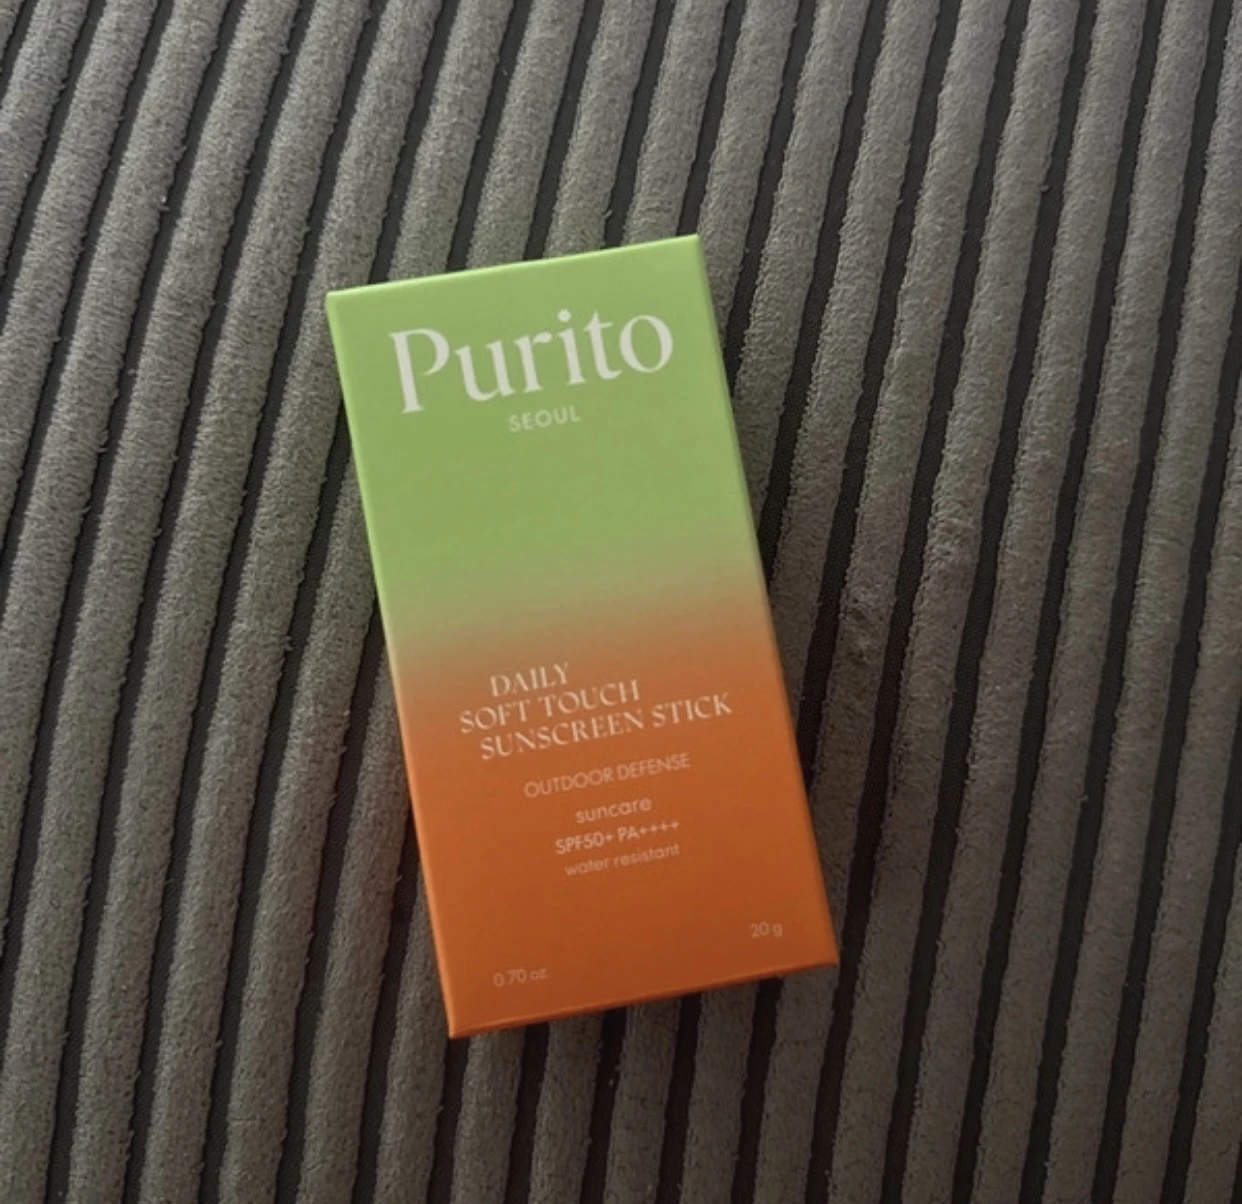 Purito
SEOUL
DAILY
SOFT TOUCH
SUNSCREEN STICK
OUTDOOR DEFENSE
suncare
SPF50+ PA++++
water resistant
20 g
0.70 oz